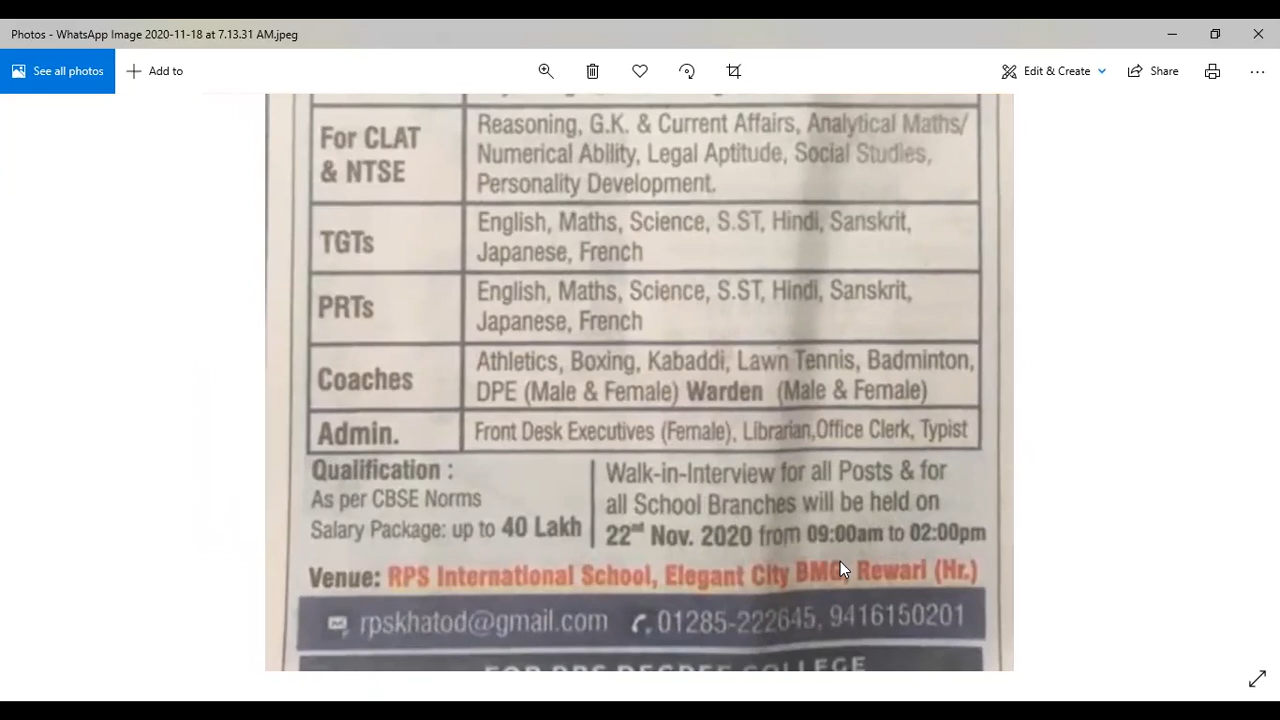 Photos - WhatsApp Image 2020-11-18 at 7.13.31 AM.jpeg
See all photos
Add to
Edit & Create
Share
For CLAT & NTSE
Reasoning, G.K. & Current Affairs, Analytical Maths/
Numerical Ability, Legal Aptitude, Social Studies,
Personality Development.
TGTs
English, Maths, Science, S.ST, Hindi, Sanskrit,
Japanese, French
PRTs
English, Maths, Science, S.ST, Hindi, Sanskrit,
Japanese, French
Coaches
Athletics, Boxing, Kabaddi, Lawn Tennis, Badminton,
DPE (Male & Female) Warden (Male & Female)
Admin.
Front Desk Executives (Female), Librarian,Office Clerk, Typist
Qualification :
As per CBSE Norms
Salary Package: up to 40 Lakh
Walk-in-Interview for all Posts & for
all School Branches will be held on
22nd Nov. 2020 from 09:00am to 02:00pm
Venue: RPS International School, Elegant City BMG, Rewari (Hr.)
rpskhatod@gmail.com 01285-222645, 9416150201
FOR RPS DEGREE COLLEGE